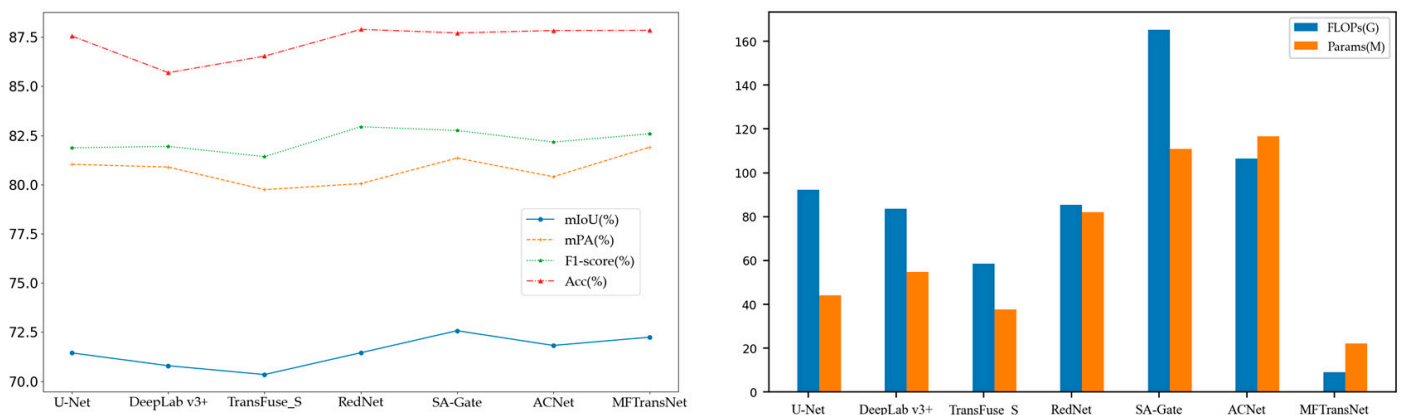 87.5
85.0
82.5
80.0
77.5
75.0
72.5
70.0
mIoU(%)
mPA(%)
F1-score(%)
Acc(%)
U-Net DeepLab v3+ TransFuse_S RedNet SA-Gate ACNet MFTransNet
160
140
120
100
80
60
40
20
0
FLOPs(G)
Params(M)
U-Net DeepLab v3+ TransFuse_S RedNet SA-Gate ACNet MFTransNet